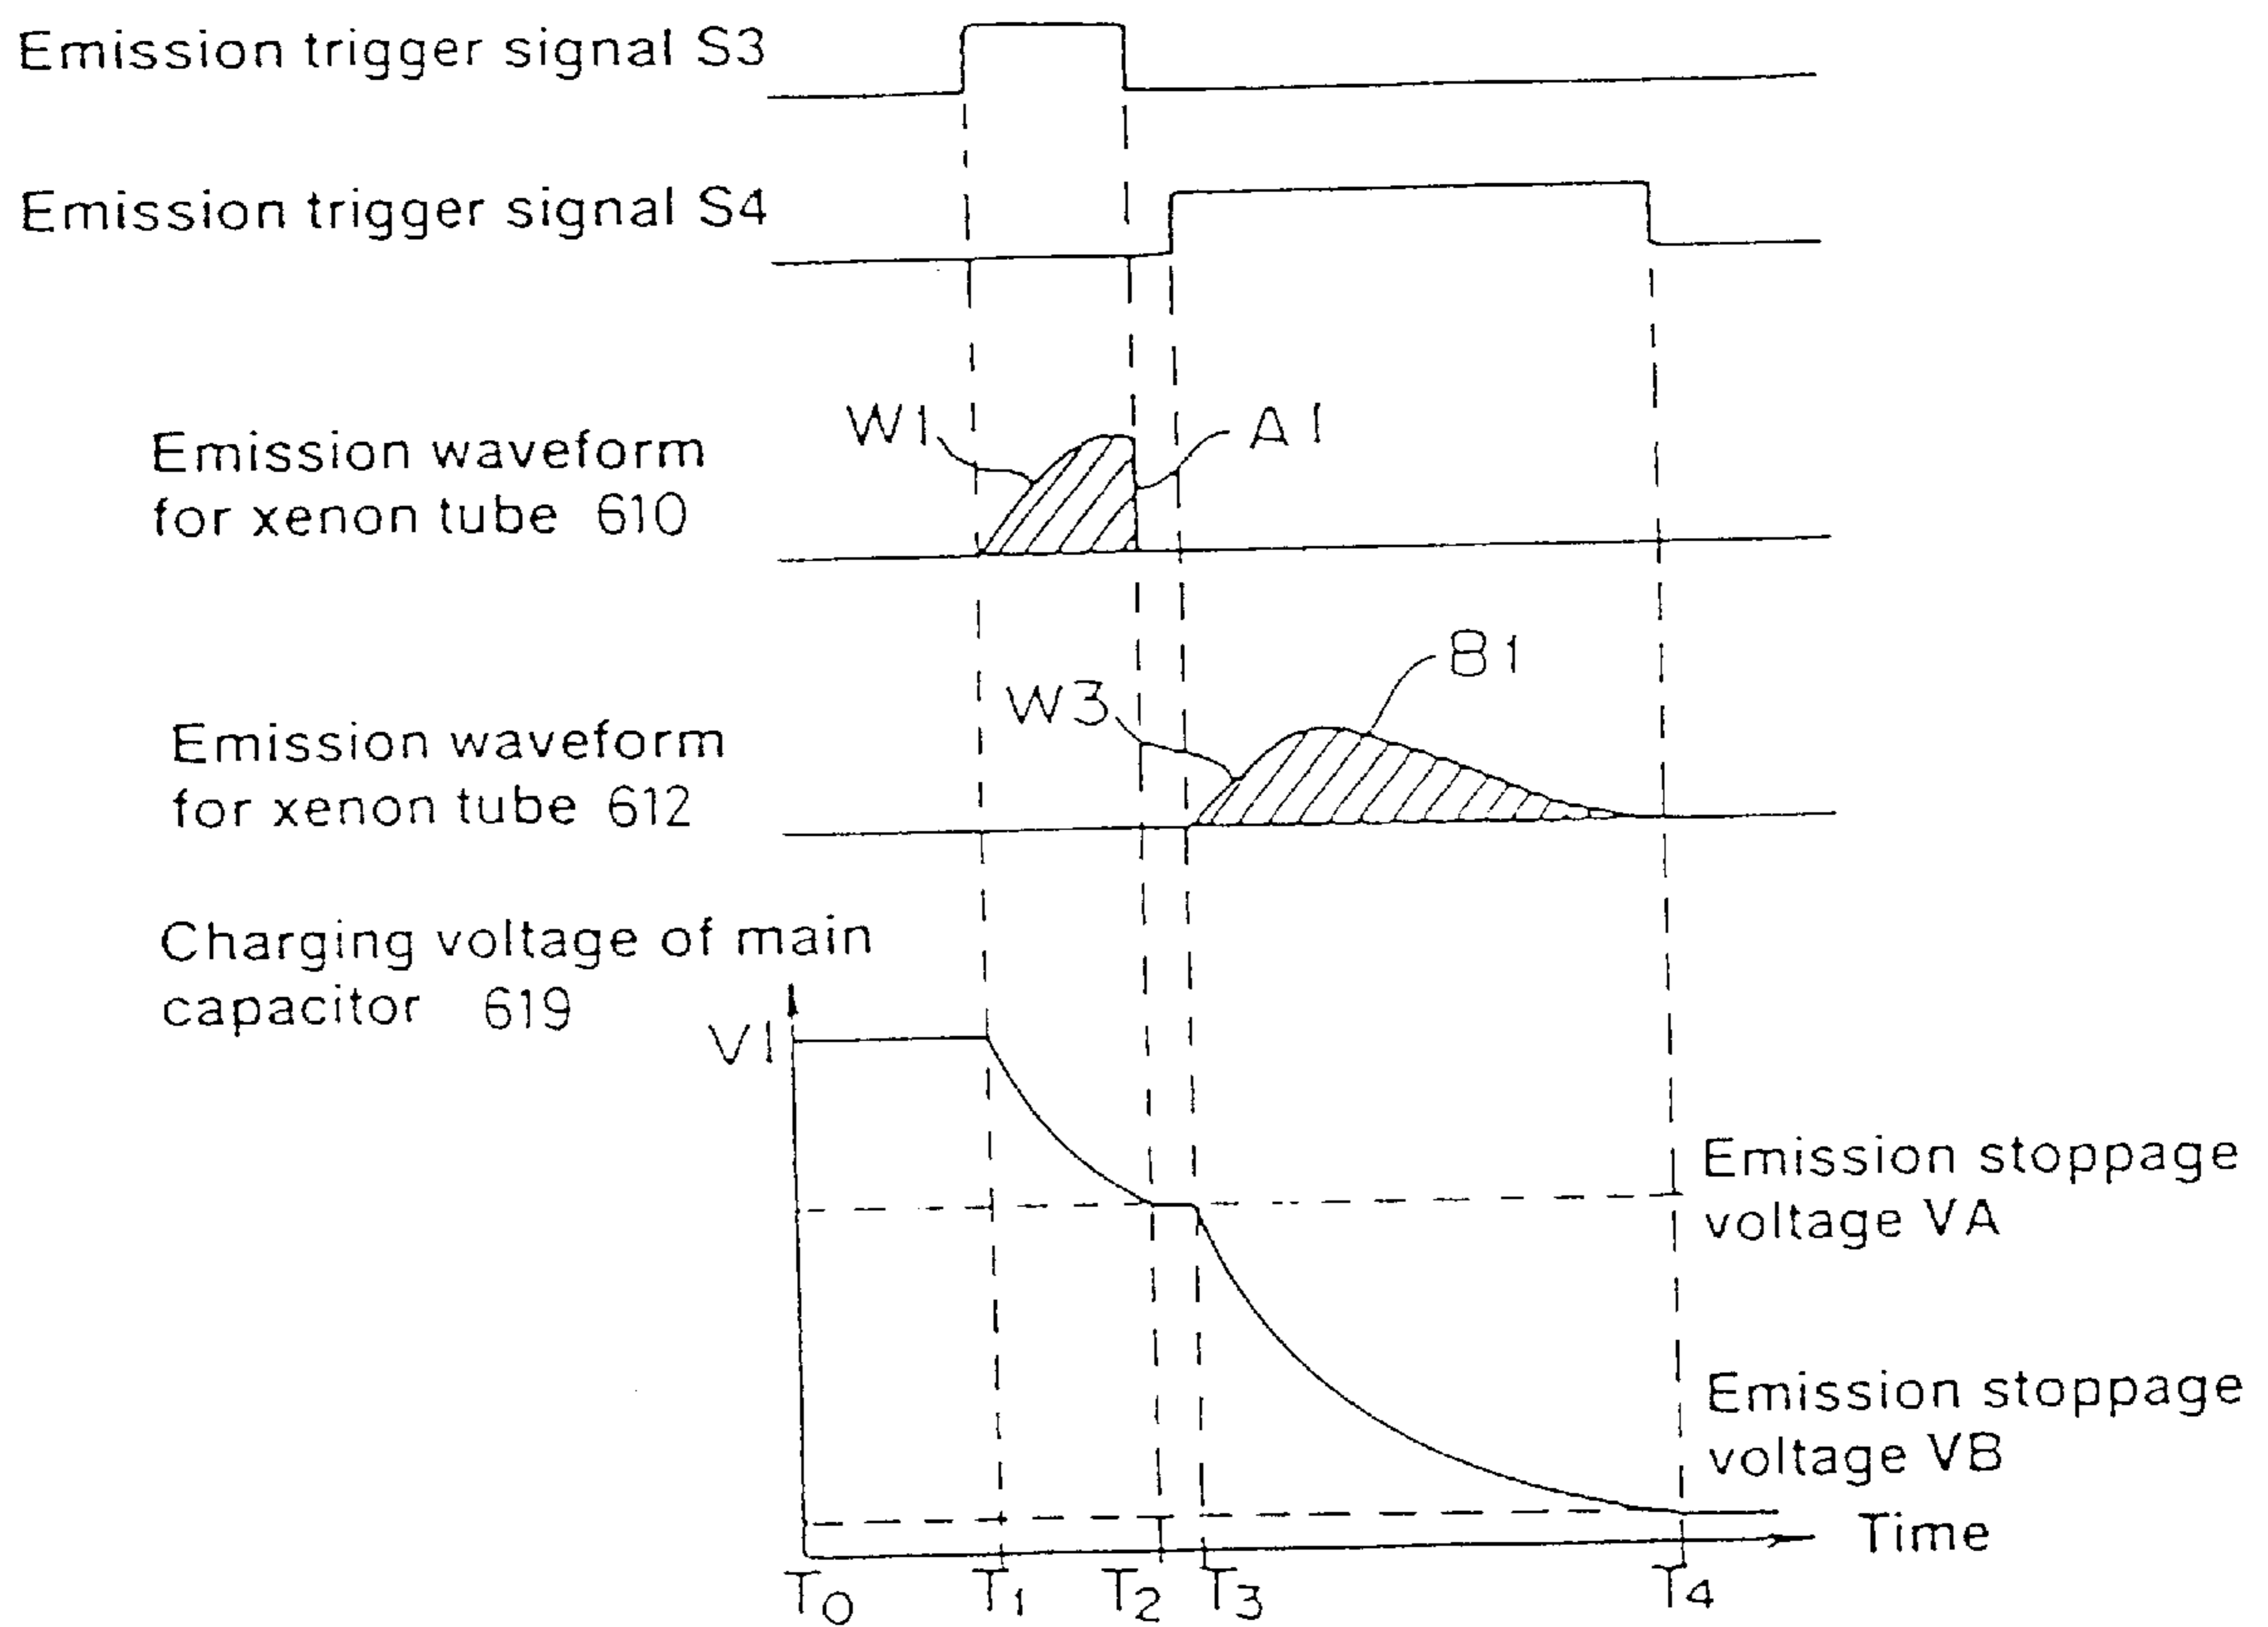 Emission trigger signal S3
Emission trigger signal S4
W1
A1
Emission waveform
for xenon tube 610
B1
W3
Emission waveform
for xenon tube 612
Charging voltage of main
capacitor 619
V1
Emission stoppage
voltage VA
Emission stoppage
voltage VB
Time
T0 T1 T2 T3 T4